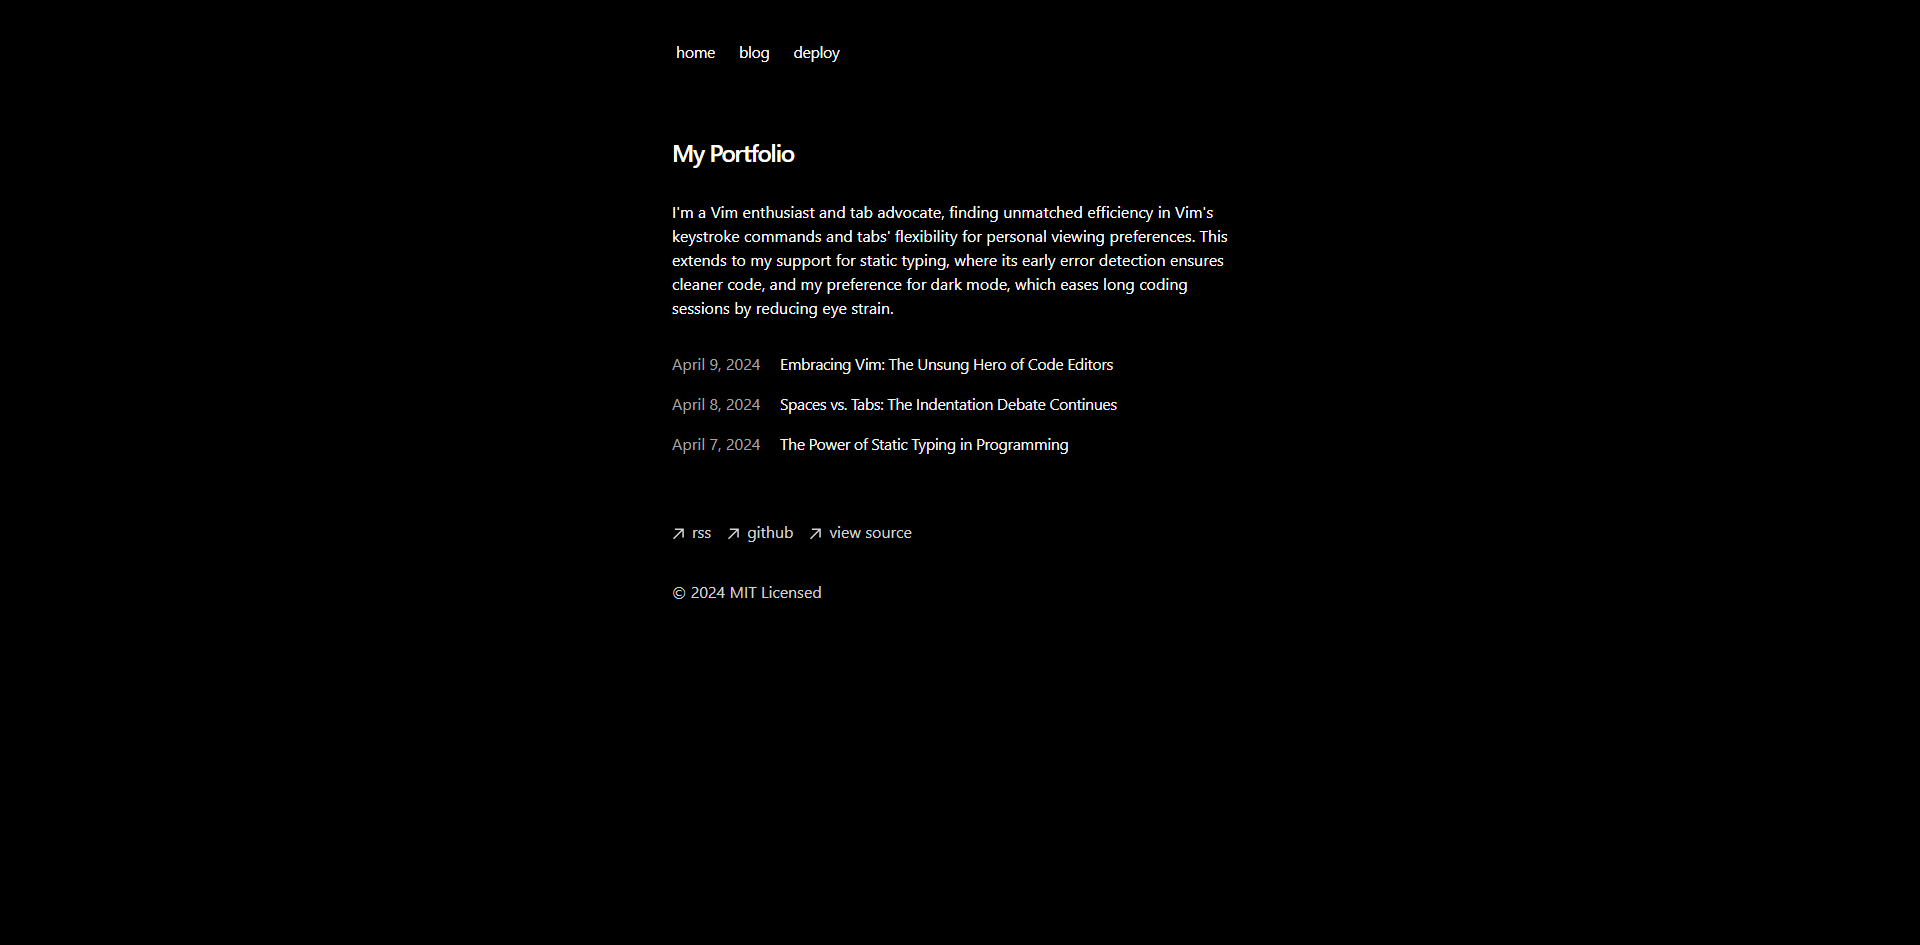 home blog deploy
My Portfolio
I'm a Vim enthusiast and tab advocate, finding unmatched efficiency in Vim's
keystroke commands and tabs' flexibility for personal viewing preferences. This
extends to my support for static typing, where its early error detection ensures
cleaner code, and my preference for dark mode, which eases long coding
sessions by reducing eye strain.
April 9, 2024 Embracing Vim: The Unsung Hero of Code Editors
April 8, 2024 Spaces vs. Tabs: The Indentation Debate Continues
April 7, 2024 The Power of Static Typing in Programming
rss github view source
© 2024 MIT Licensed